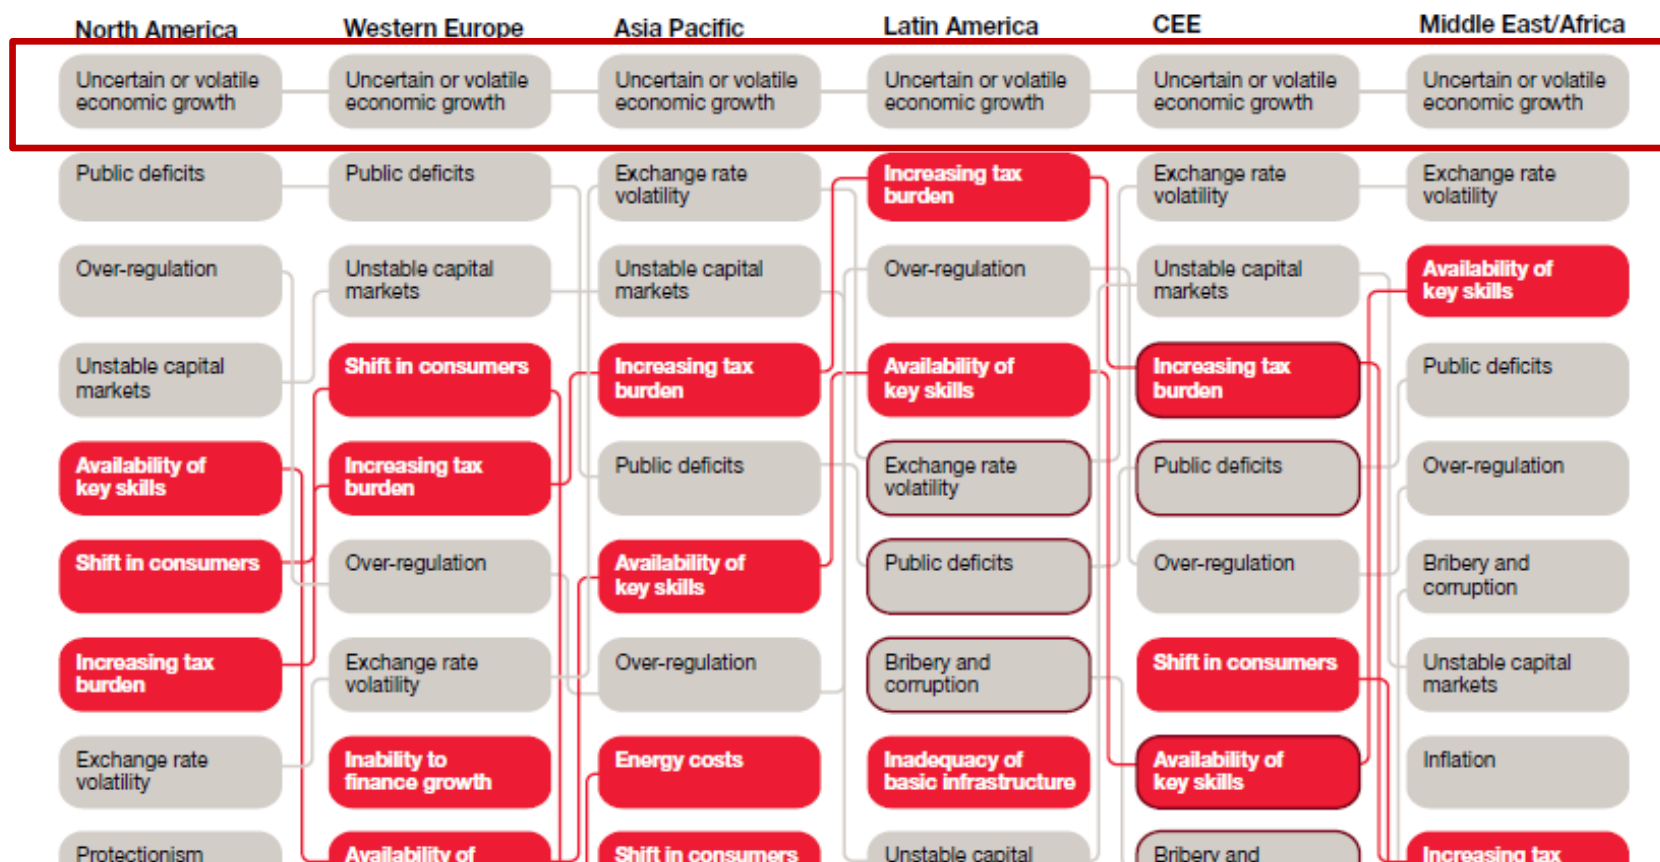 North America
Western Europe
Asia Pacific
Latin America
CEE
Middle East/Africa
Uncertain or volatile
economic growth
Uncertain or volatile
economic growth
Uncertain or volatile
economic growth
Uncertain or volatile
economic growth
Uncertain or volatile
economic growth
Uncertain or volatile
economic growth
Public deficits
Public deficits
Exchange rate
volatility
Increasing tax
burden
Exchange rate
volatility
Exchange rate
volatility
Over-regulation
Unstable capital
markets
Unstable capital
markets
Over-regulation
Unstable capital
markets
Availability of
key skills
Unstable capital
markets
Shift in consumers
Increasing tax
burden
Availability of
key skills
Increasing tax
burden
Public deficits
Availability of
key skills
Increasing tax
burden
Public deficits
Exchange rate
volatility
Public deficits
Over-regulation
Shift in consumers
Over-regulation
Availability of
key skills
Public deficits
Over-regulation
Bribery and
corruption
Increasing tax
burden
Exchange rate
volatility
Over-regulation
Bribery and
corruption
Shift in consumers
Unstable capital
markets
Exchange rate
volatility
Inability to
finance growth
Energy costs
Inadequacy of
basic infrastructure
Availability of
key skills
Inflation
Protectionism
Availability of
Shift in consumers
Unstable capital
Bribery and
Increasing tax